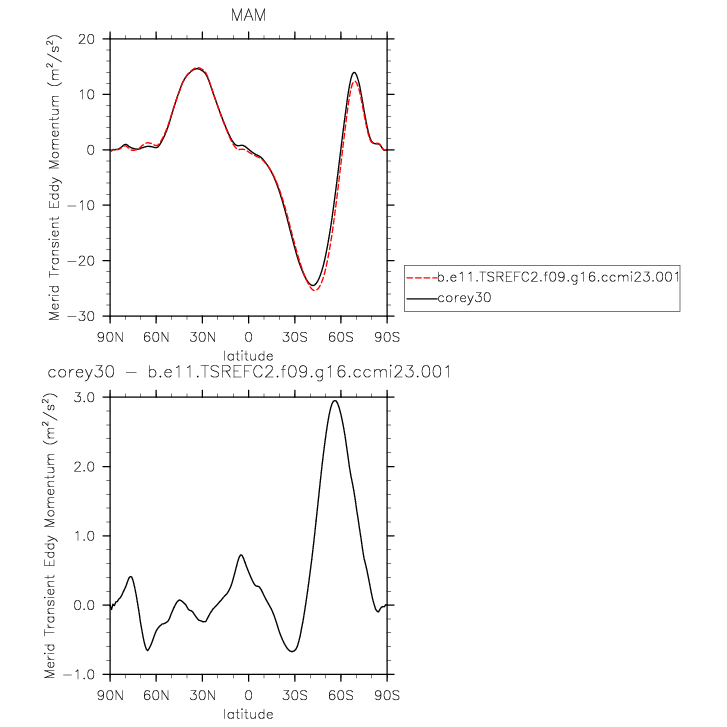 MAM
Merid Transient Eddy Momentum (m²/s²)
20
10
0
−10
−20
−30
90N 60N 30N 0 30S 60S 90S
latitude
b.e11.TSREFC2.f09.g16.ccmi23.001
corey30
corey30 − b.e11.TSREFC2.f09.g16.ccmi23.001
Merid Transient Eddy Momentum (m²/s²)
3.0
2.0
1.0
0.0
−1.0
90N 60N 30N 0 30S 60S 90S
latitude